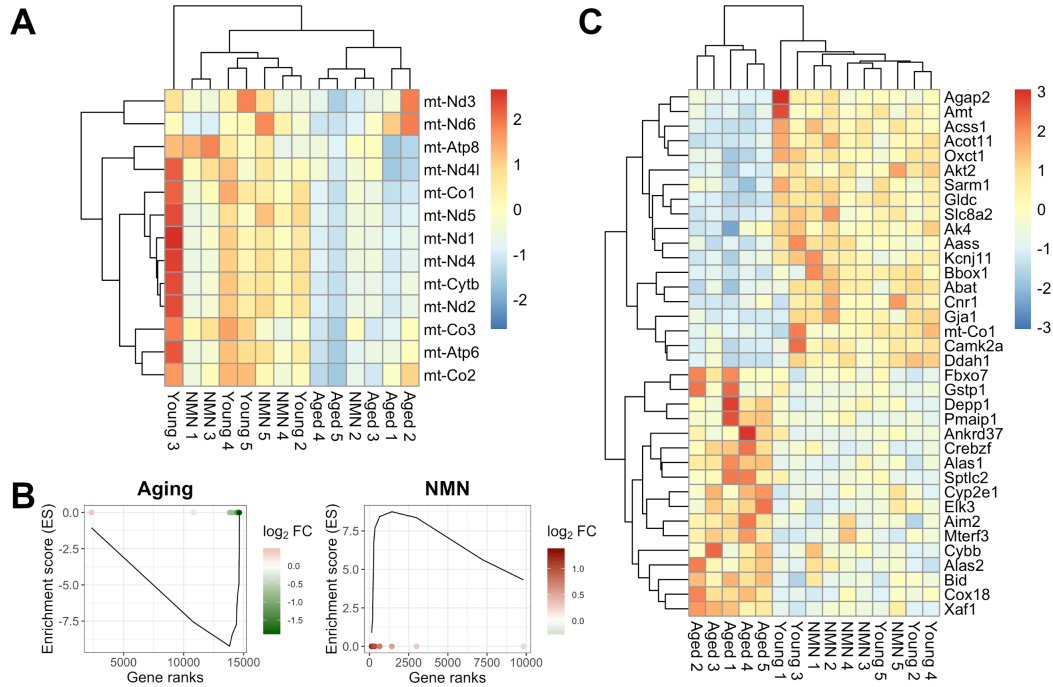 A
mt-Nd3
mt-Nd6
mt-Atp8
mt-Nd4l
mt-Co1
mt-Nd5
mt-Nd1
mt-Nd4
mt-Cytb
mt-Nd2
mt-Co3
mt-Atp6
mt-Co2
2
1
0
-1
-2
Young 3
NMN 1
NMN 3
Young 4
Young 5
NMN 5
NMN 4
Young 2
Aged 4
Aged 5
NMN 2
Aged 3
Aged 1
Aged 2
B
Aging
Enrichment score (ES)
0.0
-2.5
-5.0
-7.5
5000
10000
15000
Gene ranks
log2 FC
0.0
-0.5
-1.0
-1.5
NMN
Enrichment score (ES)
7.5
5.0
2.5
0.0
0
2500
5000
7500
10000
Gene ranks
log2 FC
1.0
0.5
0.0
C
Agap2
Amt
Acss1
Acot11
Oxct1
Akt2
Sarm1
Gldc
Slc8a2
Ak4
Aass
Kcnj11
Bbox1
Abat
Cnr1
Gja1
mt-Co1
Camk2a
Ddah1
Fbxo7
Gstp1
Depp1
Pmaip1
Ankrd37
Crebzf
Alas1
Sptlc2
Cyp2e1
Elk3
Aim2
Mterf3
Cybb
Alas2
Bid
Cox18
Xaf1
3
2
1
0
-1
-2
-3
Aged 2
Aged 3
Aged 1
Aged 4
Aged 5
Young 1
Young 3
NMN 1
NMN 2
NMN 4
NMN 3
Young 5
NMN 5
Young 2
Young 4